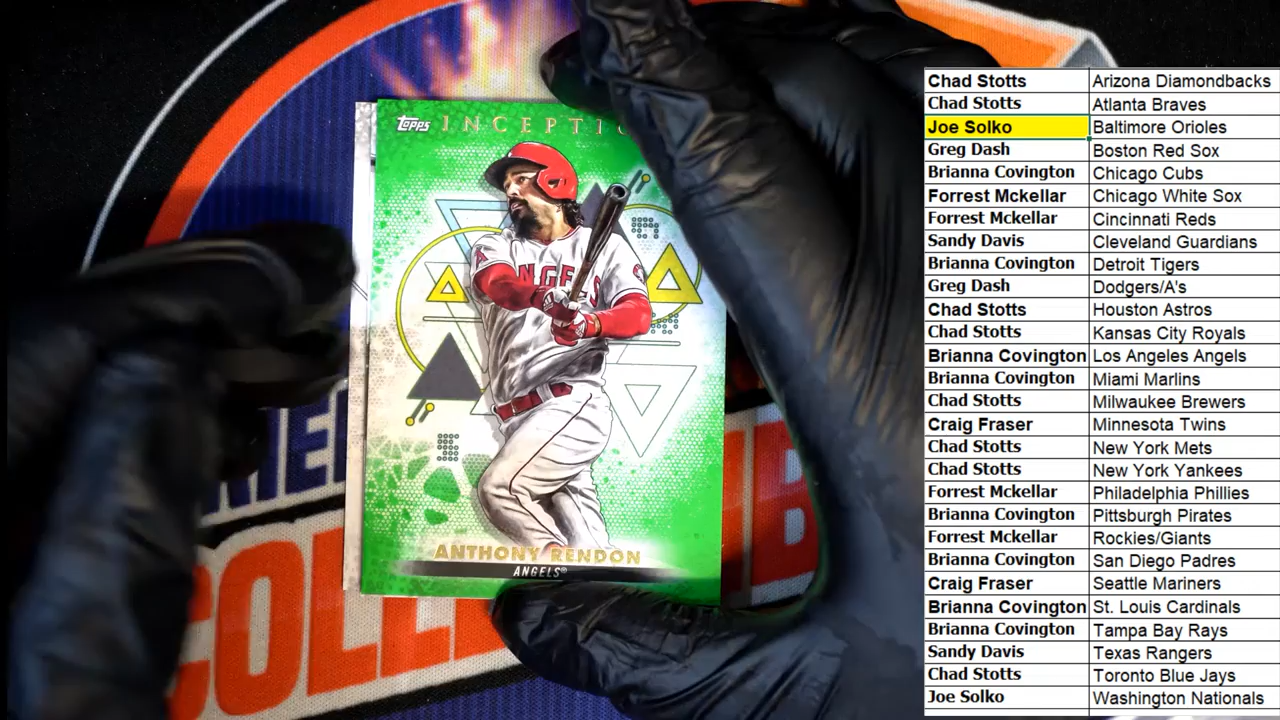 Topps INCEPTIO
ANGELS
ANTHONY RENDON
ANGELS®
COLLE
Chad Stotts Arizona Diamondbacks
Chad Stotts Atlanta Braves
Joe Solko Baltimore Orioles
Greg Dash Boston Red Sox
Brianna Covington Chicago Cubs
Forrest Mckellar Chicago White Sox
Forrest Mckellar Cincinnati Reds
Sandy Davis Cleveland Guardians
Brianna Covington Detroit Tigers
Greg Dash Dodgers/A's
Chad Stotts Houston Astros
Chad Stotts Kansas City Royals
Brianna Covington Los Angeles Angels
Brianna Covington Miami Marlins
Chad Stotts Milwaukee Brewers
Craig Fraser Minnesota Twins
Chad Stotts New York Mets
Chad Stotts New York Yankees
Forrest Mckellar Philadelphia Phillies
Brianna Covington Pittsburgh Pirates
Forrest Mckellar Rockies/Giants
Brianna Covington San Diego Padres
Craig Fraser Seattle Mariners
Brianna Covington St. Louis Cardinals
Brianna Covington Tampa Bay Rays
Sandy Davis Texas Rangers
Chad Stotts Toronto Blue Jays
Joe Solko Washington Nationals